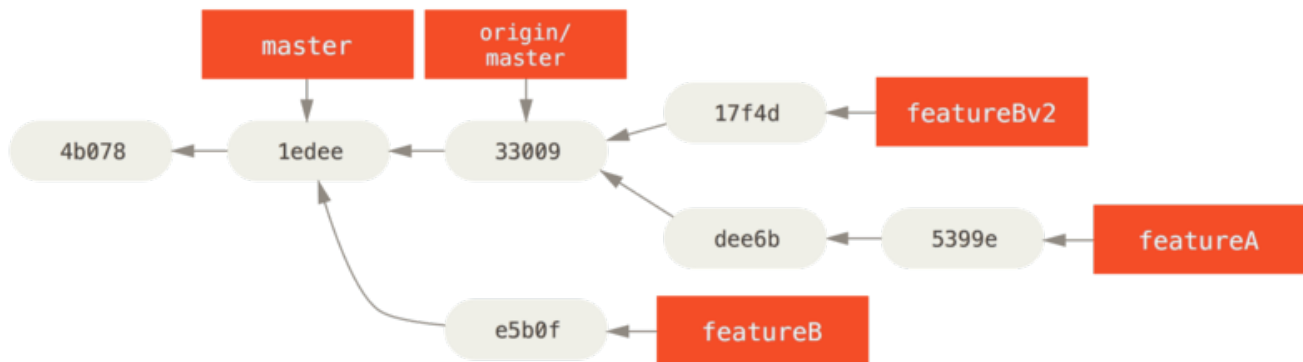 master
origin/
master
17f4d
featureBv2
4b078
1edee
33009
dee6b
5399e
featureA
e5b0f
featureB